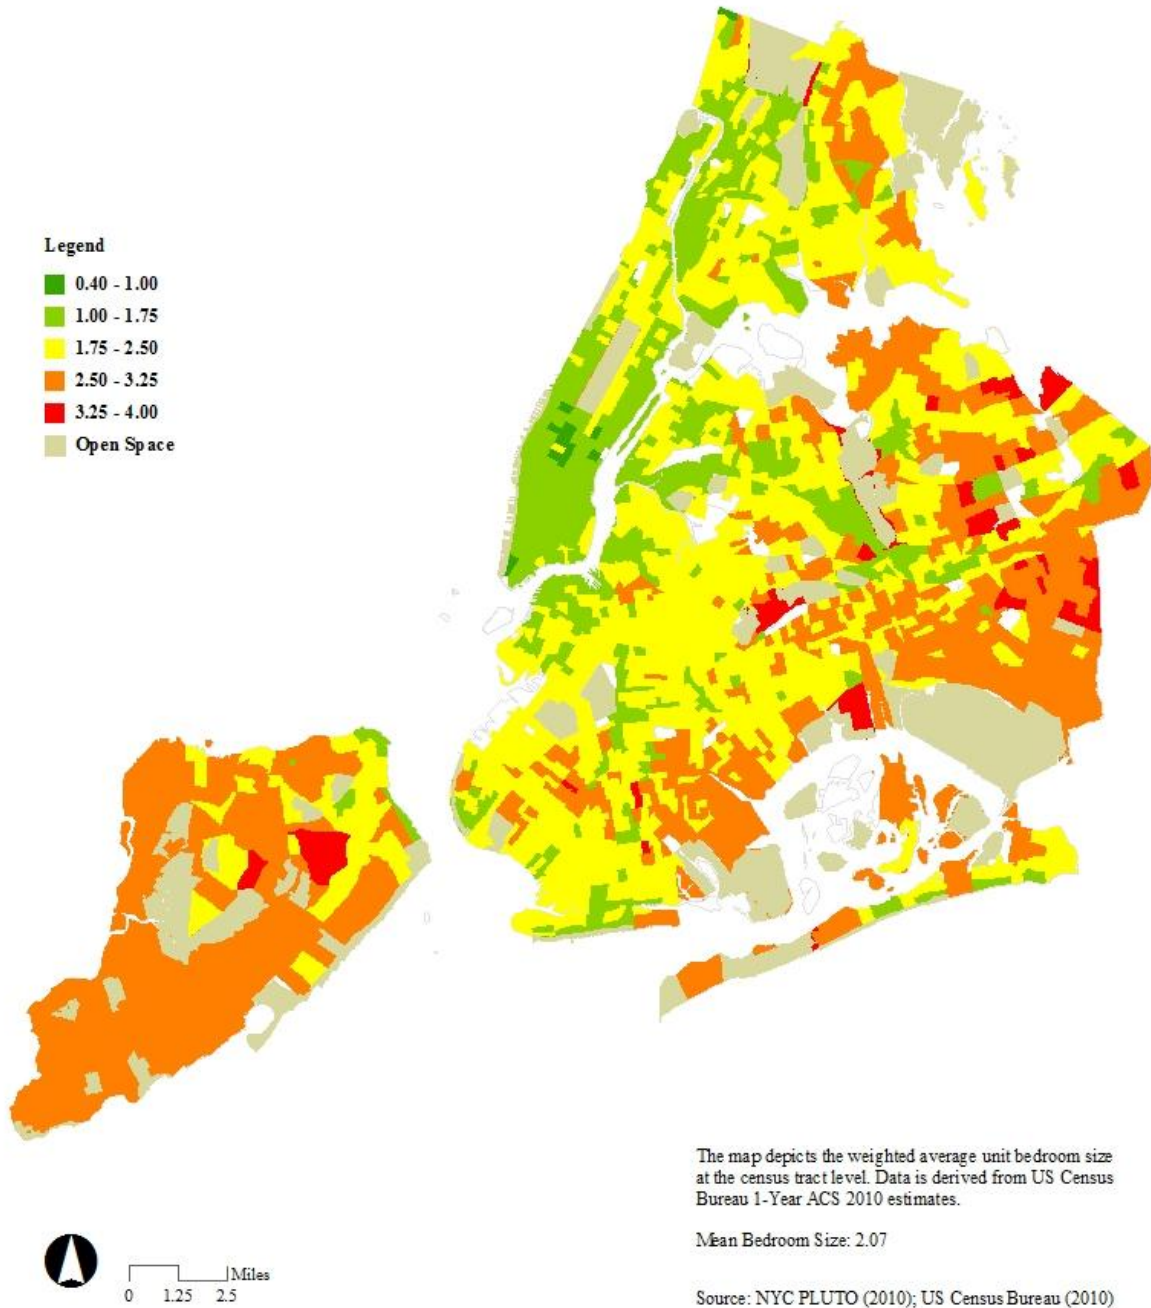 Legend
0.40 - 1.00
1.00 - 1.75
1.75 - 2.50
2.50 - 3.25
3.25 - 4.00
Open Space
The map depicts the weighted average unit bedroom size
at the census tract level. Data is derived from US Census
Bureau 1-Year ACS 2010 estimates.
Mean Bedroom Size: 2.07
Miles
0 1.25 2.5
Source: NYC PLUTO (2010); US Census Bureau (2010)